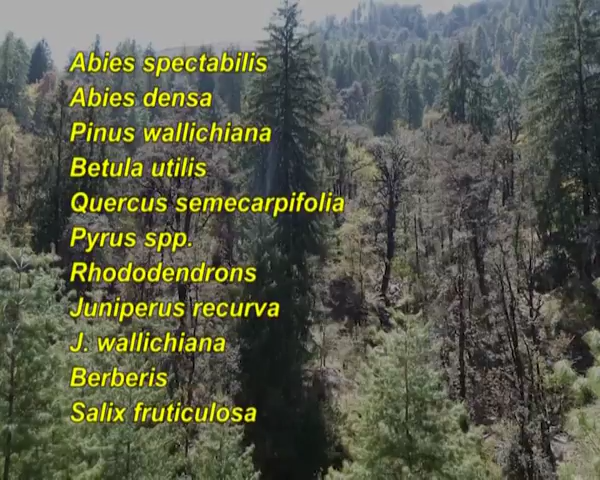 Abies spectabilis
Abies densa
Pinus wallichiana
Betula utilis
Quercus semecarpifolia
Pyrus spp.
Rhododendrons
Juniperus recurva
J. wallichiana
Berberis
Salix fruticulosa